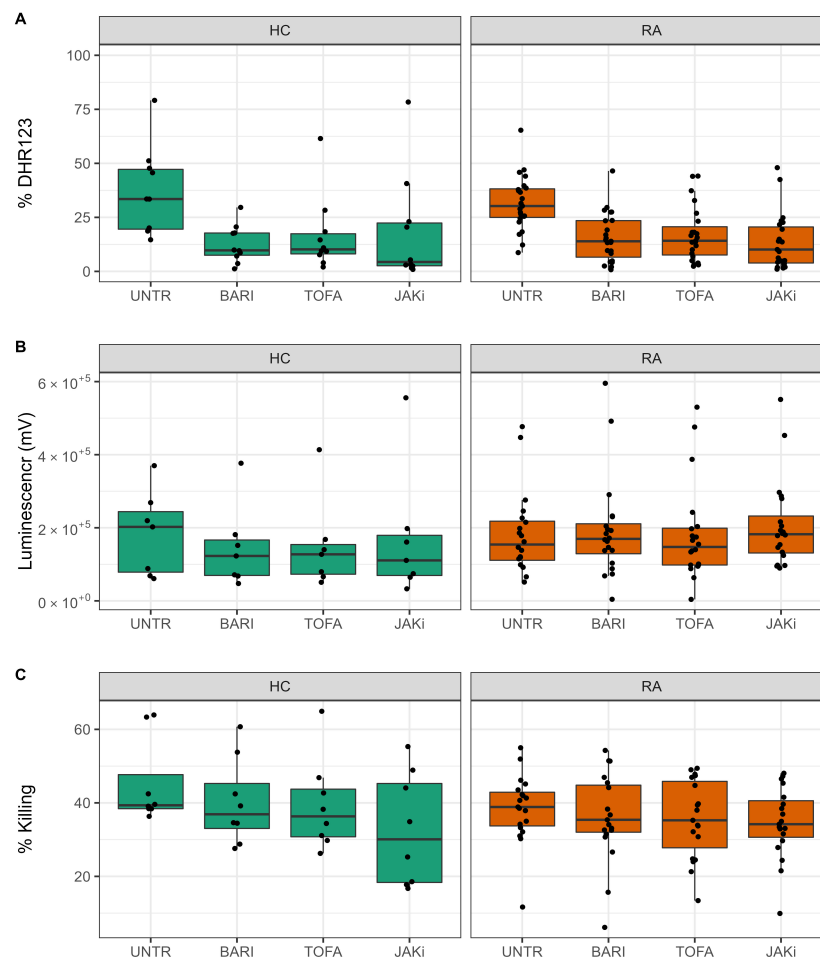 A
HC
RA
100
75
50
25
0
% DHR123
UNTR
BARI
TOFA
JAKi
UNTR
BARI
TOFA
JAKi
B
HC
RA
6 × 10⁺⁵
4 × 10⁺⁵
2 × 10⁺⁵
0 × 10⁺⁰
Luminescencr (mV)
UNTR
BARI
TOFA
JAKi
UNTR
BARI
TOFA
JAKi
C
HC
RA
60
40
20
% Killing
UNTR
BARI
TOFA
JAKi
UNTR
BARI
TOFA
JAKi